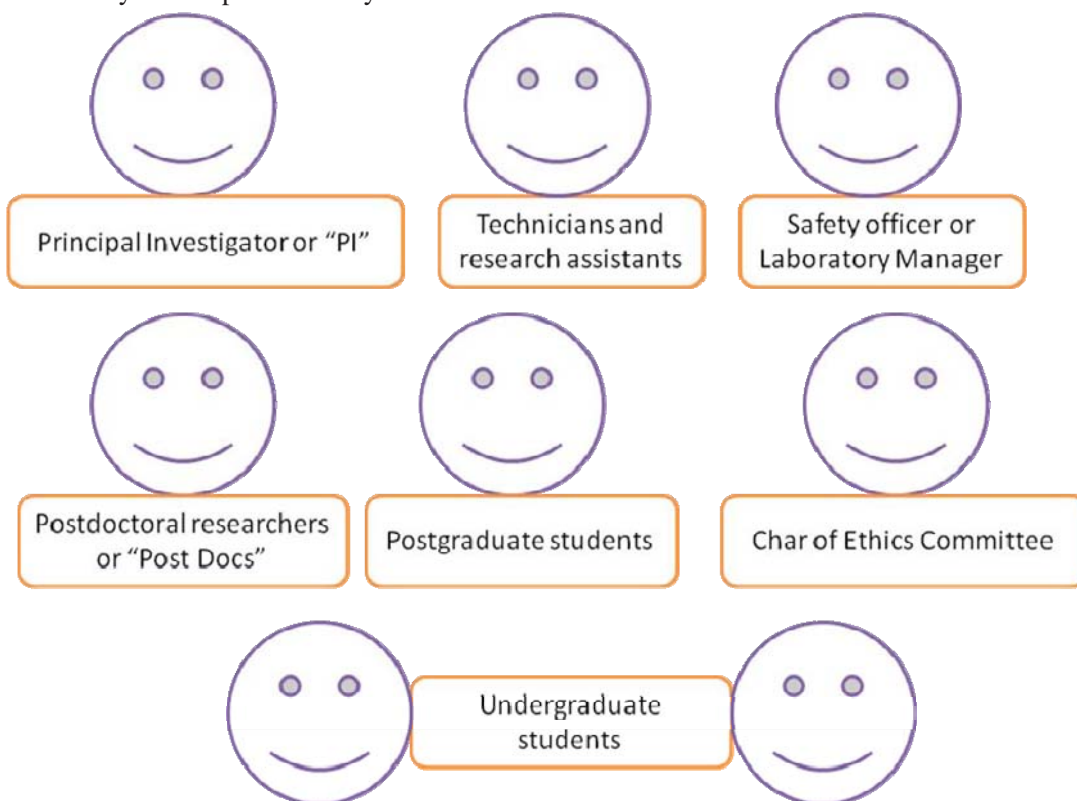 Principal Investigator or “PI”
Technicians and
research assistants
Safety officer or
Laboratory Manager
Postdoctoral researchers
or “Post Docs”
Postgraduate students
Char of Ethics Committee
Undergraduate
students